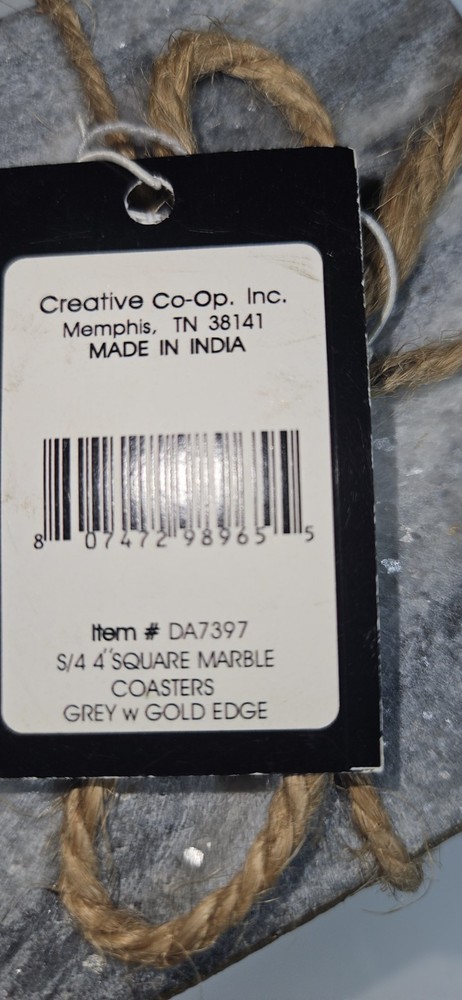 Creative Co-Op. Inc.
Memphis, TN 38141
MADE IN INDIA
8 07472 98965 5
Item # DA7397
S/4 4"SQUARE MARBLE
COASTERS
GREY w GOLD EDGE